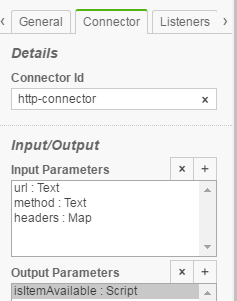 General Connector Listeners
Details
Connector Id
http-connector
Input/Output
Input Parameters
url : Text
method : Text
headers : Map
Output Parameters
isItemAvailable : Script